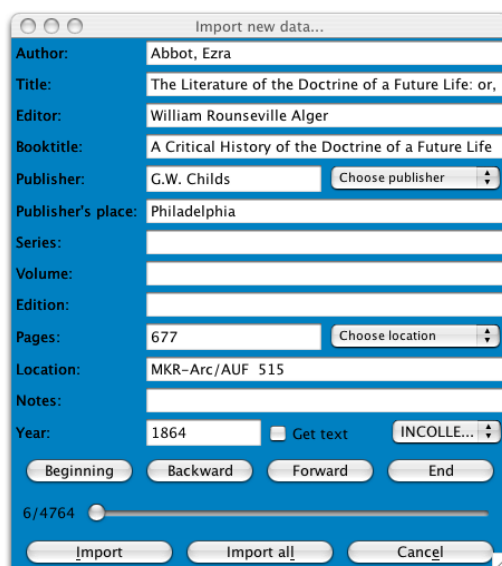 Import new data...
Author: Abbot, Ezra
Title: The Literature of the Doctrine of a Future Life: or,
Editor: William Rounseville Alger
Booktitle: A Critical History of the Doctrine of a Future Life
Publisher: G.W. Childs Choose publisher
Publisher's place: Philadelphia
Series:
Volume:
Edition:
Pages: 677 Choose location
Location: MKR-Arc/AUF 515
Notes:
Year: 1864 Get text INCOLLE...
Beginning Backward Forward End
6/4764
Import Import all Cancel